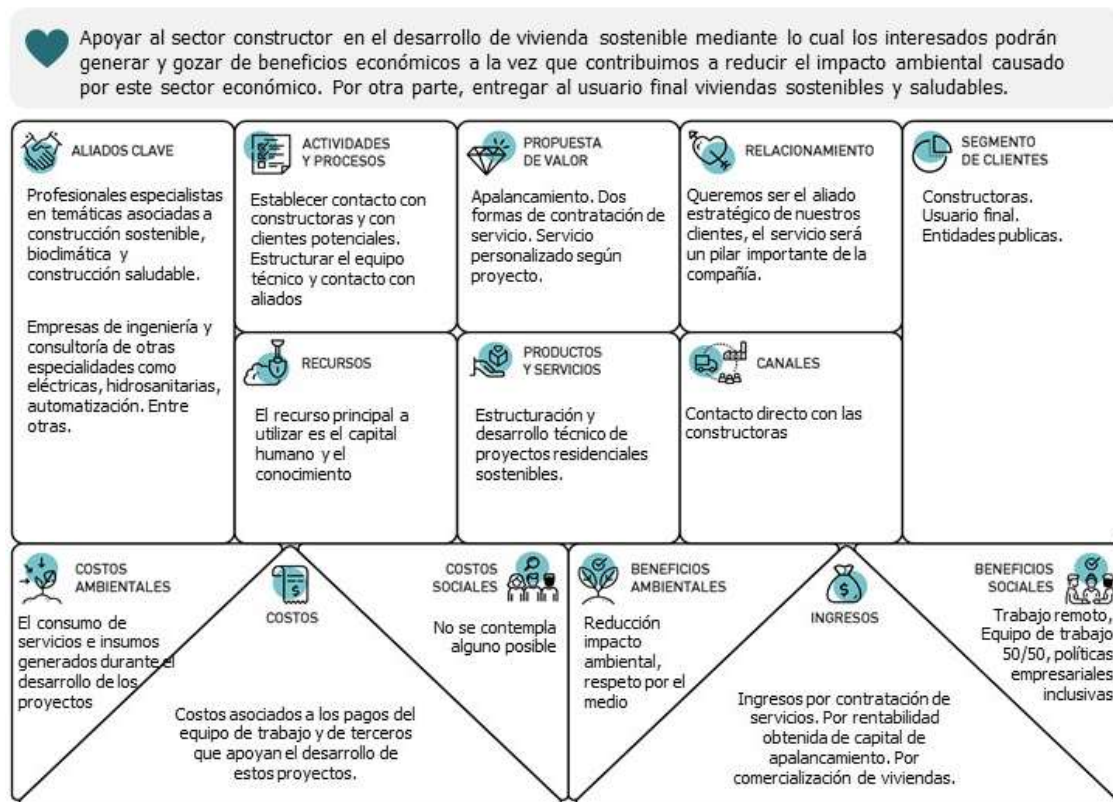 Apoyar al sector constructor en el desarrollo de vivienda sostenible mediante lo cual los interesados podrán
generar y gozar de beneficios económicos a la vez que contribuimos a reducir el impacto ambiental causado
por este sector económico. Por otra parte, entregar al usuario final viviendas sostenibles y saludables.
ALIADOS CLAVE
Profesionales especialistas
en temáticas asociadas a
construcción sostenible,
bioclimática y
construcción saludable.
Empresas de ingeniería y
consultoría de otras
especialidades como
eléctricas, hidrosanitarias,
automatización. Entre
otras.
ACTIVIDADES
Y PROCESOS
Establecer contacto con
constructoras y con
clientes potenciales.
Estructurar el equipo
técnico y contacto con
aliados
RECURSOS
El recurso principal a
utilizar es el capital
humano y el
conocimiento
PROPUESTA
DE VALOR
Apalancamiento. Dos
formas de contratación de
servicio. Servicio
personalizado según
proyecto.
PRODUCTOS
Y SERVICIOS
Estructuración y
desarrollo técnico de
proyectos residenciales
sostenibles.
RELACIONAMIENTO
Queremos ser el aliado
estratégico de nuestros
clientes, el servicio será
un pilar importante de la
compañía.
CANALES
Contacto directo con las
constructoras
SEGMENTO
DE CLIENTES
Constructoras.
Usuario final.
Entidades publicas.
COSTOS
AMBIENTALES
El consumo de
servicios e insumos
generados durante el
desarrollo de los
proyectos
COSTOS
Costos asociados a los pagos del
equipo de trabajo y de terceros
que apoyan el desarrollo de
estos proyectos.
COSTOS
SOCIALES
No se contempla
alguno posible
BENEFICIOS
AMBIENTALES
Reducción
impacto
ambiental,
respeto por el
medio
INGRESOS
Ingresos por contratación de
servicios. Por rentabilidad
obtenida de capital de
apalancamiento. Por
comercialización de viviendas.
BENEFICIOS
SOCIALES
Trabajo remoto,
Equipo de trabajo
50/50, políticas
empresariales
inclusivas